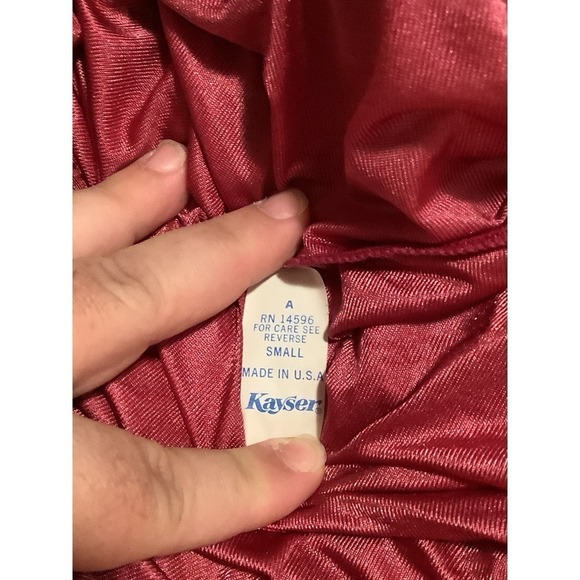 A
RN 14596
FOR CARE SEE
REVERSE
SMALL
MADE IN U.S.A
Kayser